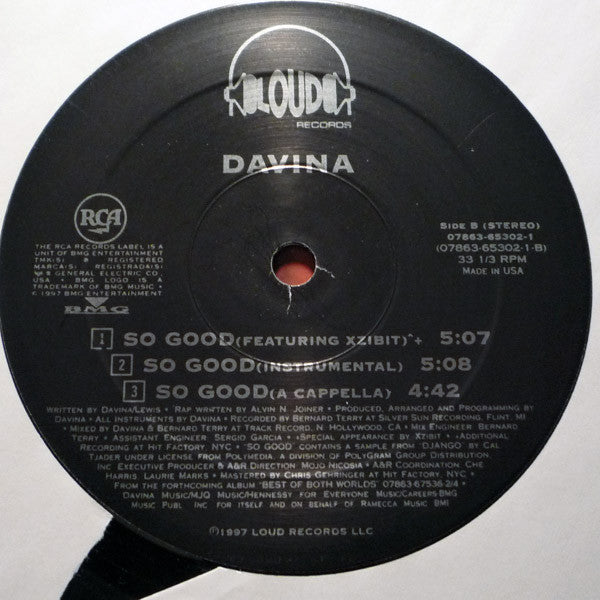 LOUD
RECORDS
DAVINA
RCA
THE RCA RECORDS LABEL IS A
UNIT OF BMG ENTERTAINMENT
TMK(S) ® REGISTERED
MARCA(S) REGISTRADA(S)
GENERAL ELECTRIC CO.,
USA • BMG LOGO IS A
TRADEMARK OF BMG MUSIC •
© 1997 BMG ENTERTAINMENT
BMG
SIDE B (STEREO)
07863-65302-1
(07863-65302-1-B)
33 1/3 RPM
MADE IN USA
1 SO GOOD (FEATURING XZIBIT)^+ 5:07
2 SO GOOD (INSTRUMENTAL) 5:08
3 SO GOOD (A CAPPELLA) 4:42
WRITTEN BY DAVINA/LEWIS • RAP WRITTEN BY ALVIN N. JOINER • PRODUCED, ARRANGED AND PROGRAMMING BY
DAVINA • ALL INSTRUMENTS BY DAVINA • RECORDED BY BERNARD TERRY AT SILVER SUN RECORDING, FLINT, MI
• MIXED BY DAVINA & BERNARD TERRY AT TRACK RECORD, N. HOLLYWOOD, CA • MIX ENGINEER BERNARD
TERRY • ASSISTANT ENGINEER SERGIO GARCIA • ^SPECIAL APPEARANCE BY XZIBIT • +ADDITIONAL
RECORDING AT HIT FACTORY, NYC • "SO GOOD" CONTAINS A SAMPLE FROM "DJANGO" BY CAL
TRADER UNDER LICENSE FROM POLYMEDIA, A DIVISION OF POLYGRAM GROUP DISTRIBUTION,
INC EXECUTIVE PRODUCER & A&R DIRECTION MOJO NICOSIA • A&R COORDINATION CHE
HARRIS, LAURIE MARKS • MASTERED BY CHRIS GEHRINGER AT HIT FACTORY, NYC •
FROM THE FORTHCOMING ALBUM "BEST OF BOTH WORLDS" 07863-67536-2/4 •
DAVINA MUSIC/MJQ MUSIC/HENNESSY FOR EVERYONE MUSIC/CAREERS-BMG
MUSIC PUBL INC FOR ITSELF AND ON BEHALF OF RAMECCA MUSIC BMI
℗©1997 LOUD RECORDS LLC